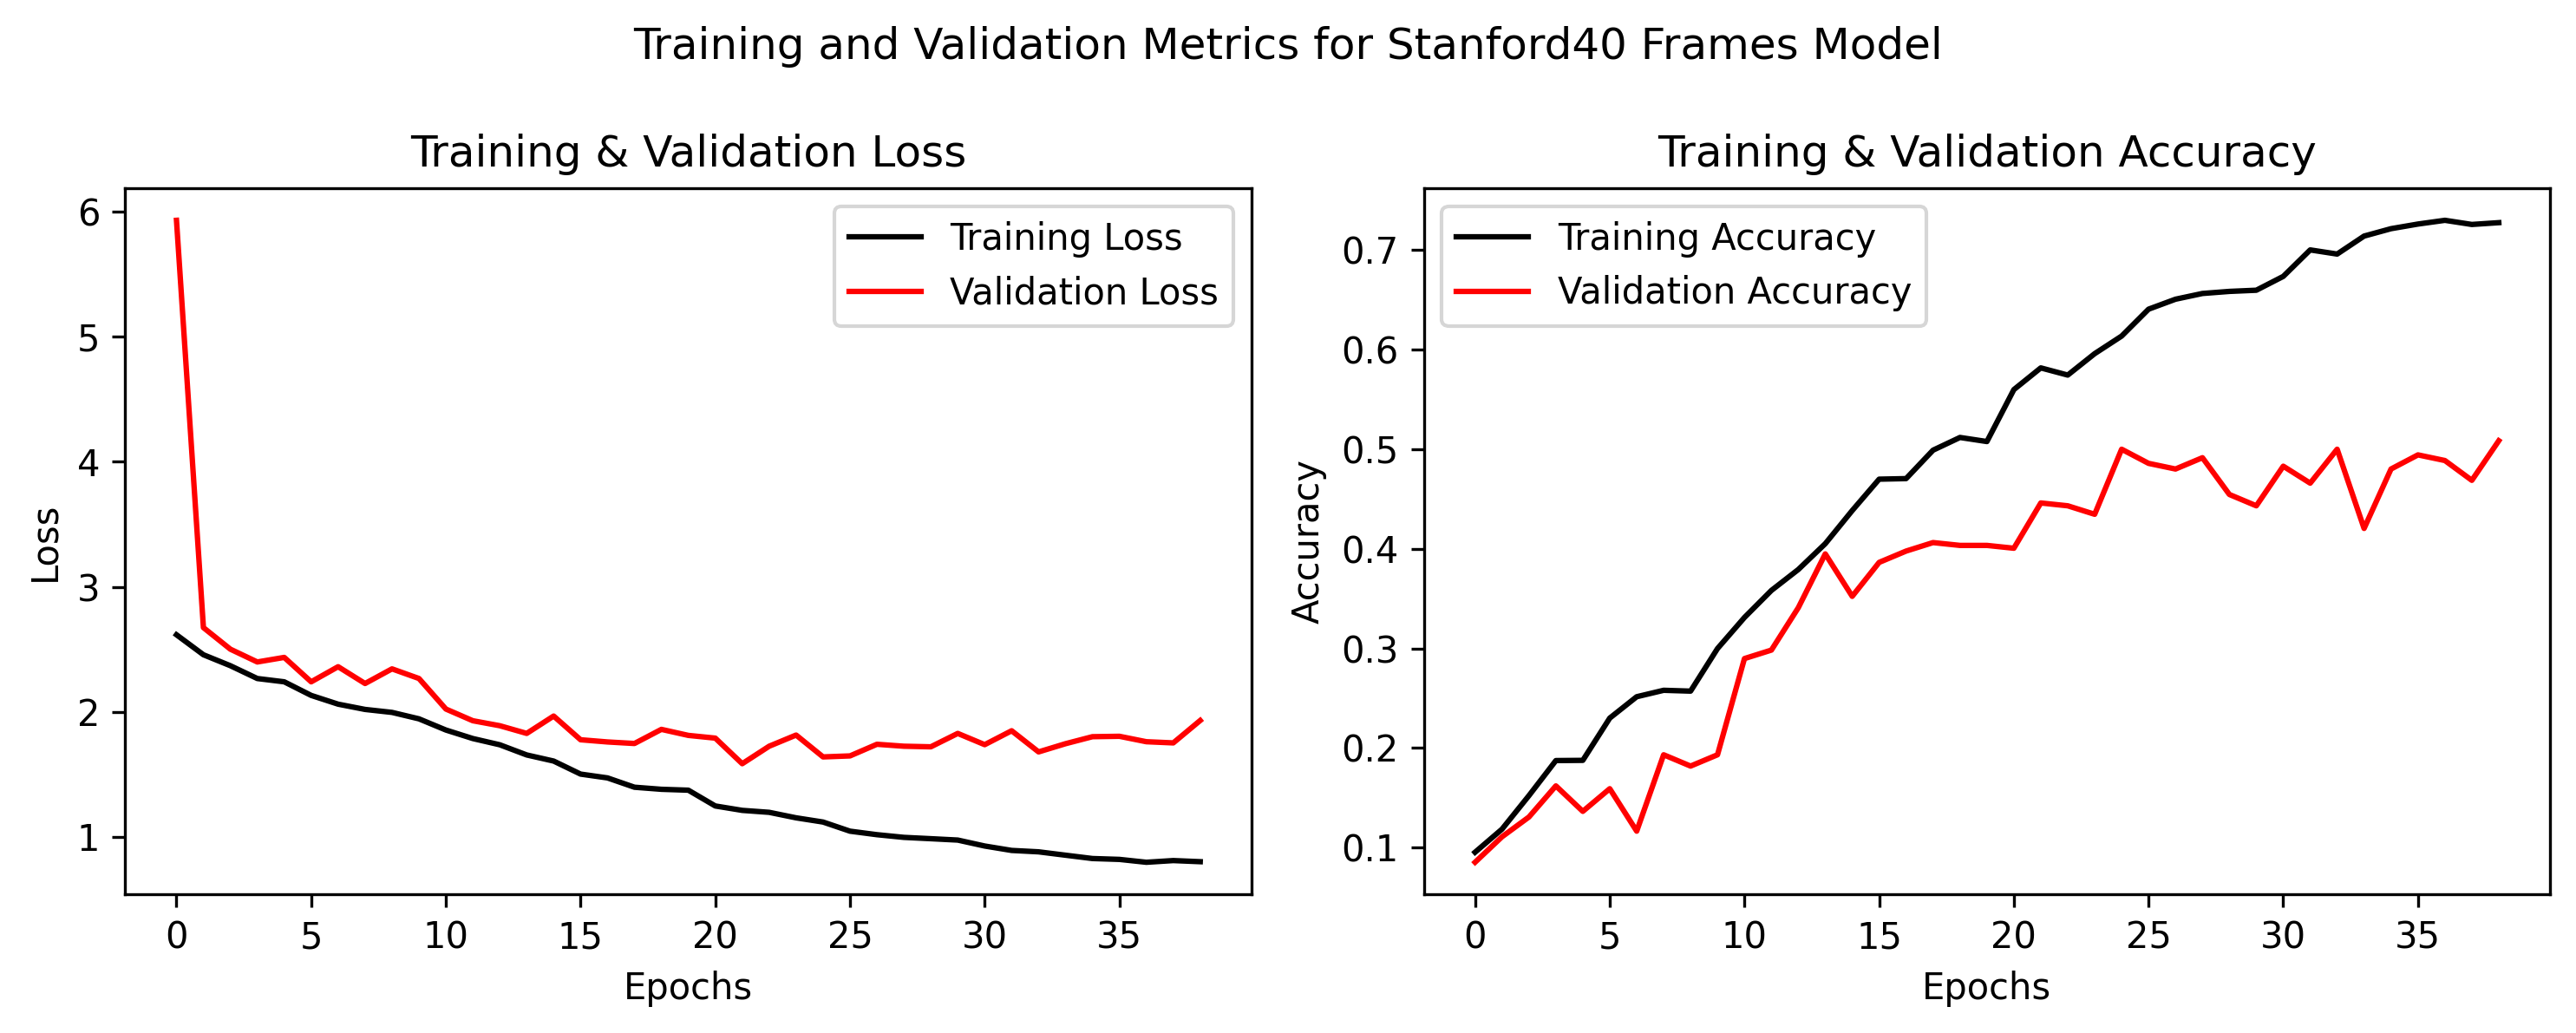 Training and Validation Metrics for Stanford40 Frames Model
Training & Validation Loss
6
5
4
3
2
1
Loss
Training Loss
Validation Loss
0 5 10 15 20 25 30 35
Epochs
Training & Validation Accuracy
0.7
0.6
0.5
0.4
0.3
0.2
0.1
Accuracy
Training Accuracy
Validation Accuracy
0 5 10 15 20 25 30 35
Epochs